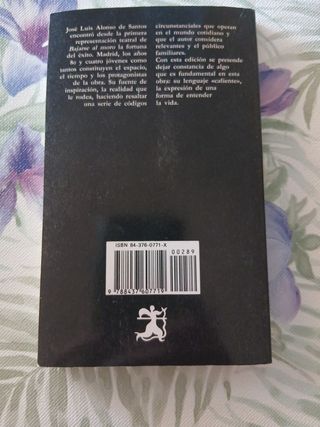 José Luis Alonso de Santos
encontró desde la primera
representación teatral de
Bajarse al moro la fortuna
del éxito. Madrid, los años
80 y cuatro jóvenes como
tantos constituyen el espacio,
el tiempo y los protagonistas
de la obra. Su fuente de
inspiración, la realidad que
le rodea, haciendo resaltar
una serie de códigos
circunstanciales que operan
en el mundo cotidiano y
que el autor considera
relevantes y el público
familiares.
Con esta edición se pretende
dejar constancia de algo
que es fundamental en esta
obra: su lenguaje «caliente»,
la expresión de una
forma de entender
la vida.
ISBN 84-376-0771-X
00289
9 788437 607719